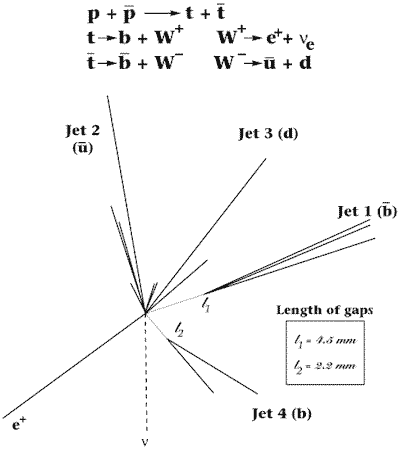 p + p̄ ⟶ t + t̄
t → b + W⁺ W⁺ → e⁺ + νₑ
t̄ → b̄ + W⁻ W⁻ → ū + d
Jet 2
(ū)
Jet 3 (d)
Jet 1 (b̄)
l₁
l₂
Length of gaps
l₁ = 4.5 mm
l₂ = 2.2 mm
Jet 4 (b)
e⁺
ν